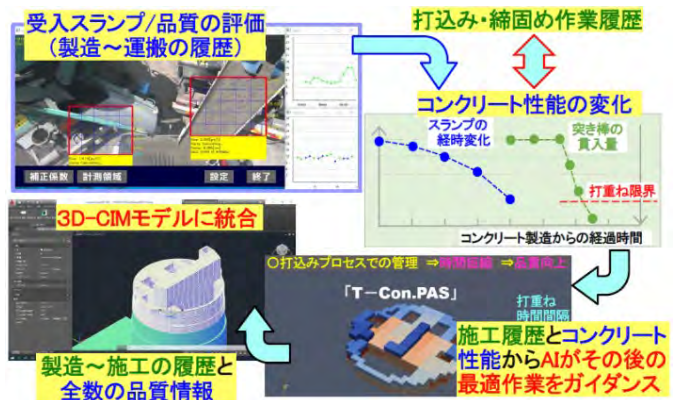 受入スランプ/品質の評価
(製造～運搬の履歴)
補正係数
計測領域
設定
終了
打込み・締固め作業履歴
コンクリート性能の変化
スランプの
経時変化
突き棒の
貫入量
打重ね限界
コンクリート製造からの経過時間
3D-CIMモデルに統合
製造～施工の履歴と
全数の品質情報
○打込みプロセスでの管理 ⇒時間短縮 ⇒品質向上
「T－Con.PAS」
打重ね
時間間隔
施工履歴とコンクリート
性能からAIがその後の
最適作業をガイダンス